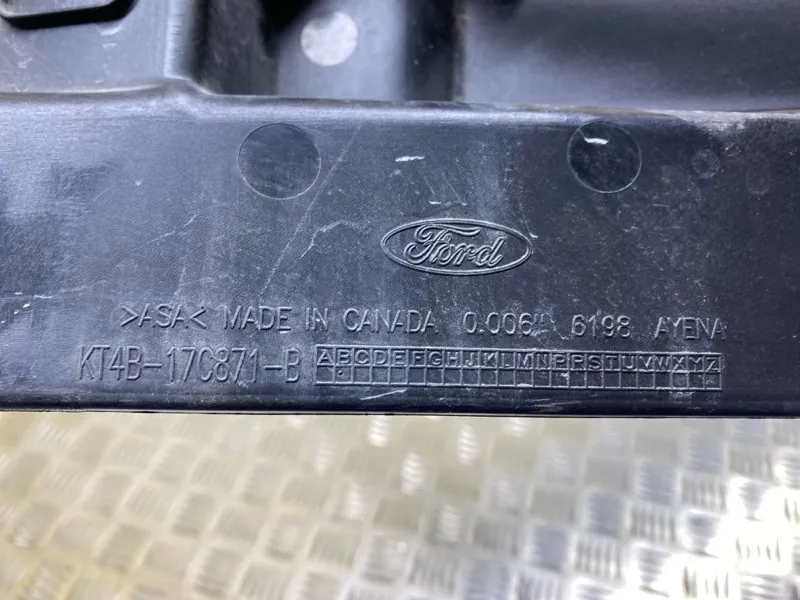 Ford
>ASA< MADE IN CANADA 0.006" 6198 AYENA
KT4B-17C871-B ABCDEFGHJKLMNPRSTUVWXYZ